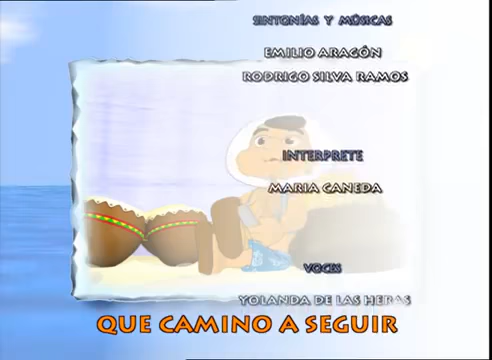 SINTONÍAS Y MÚSICAS
EMILIO ARAGÓN
RODRIGO SILVA RAMOS
INTERPRETE
MARIA CANEDA
VOCES
YOLANDA DE LAS HERAS
QUE CAMINO A SEGUIR